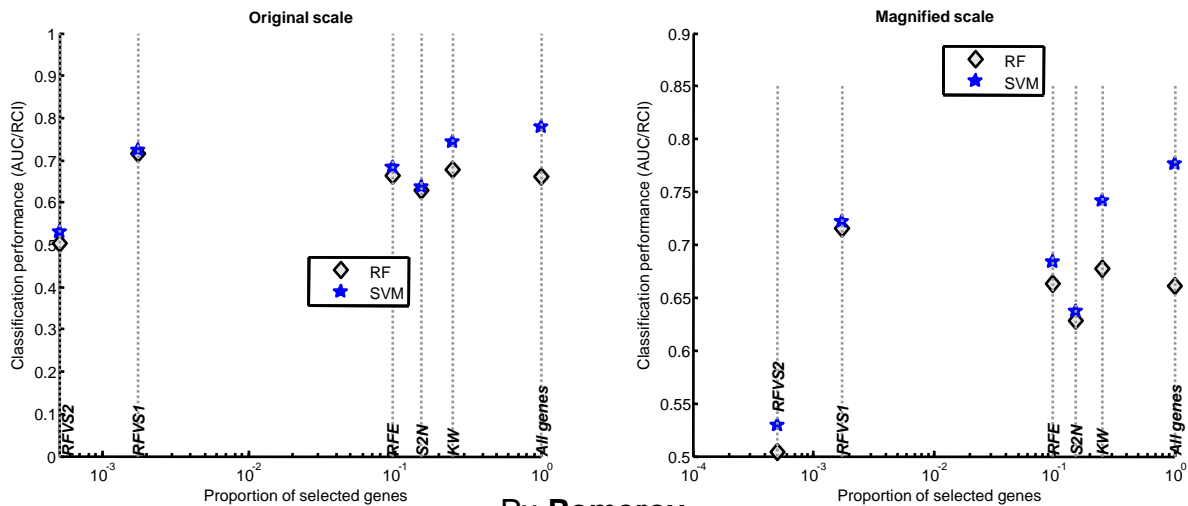 Original scale
Classification performance (AUC/RCI)
1
0.9
0.8
0.7
0.6
0.5
0.4
0.3
0.2
0.1
0
RF
SVM
RFVS2
RFVS1
RFE
S2N
KW
All genes
10^-3
10^-2
10^-1
10^0
Proportion of selected genes
Magnified scale
Classification performance (AUC/RCI)
0.9
0.85
0.8
0.75
0.7
0.65
0.6
0.55
0.5
RF
SVM
RFVS2
RFVS1
RFE
S2N
KW
All genes
10^-4
10^-3
10^-2
10^-1
10^0
Proportion of selected genes